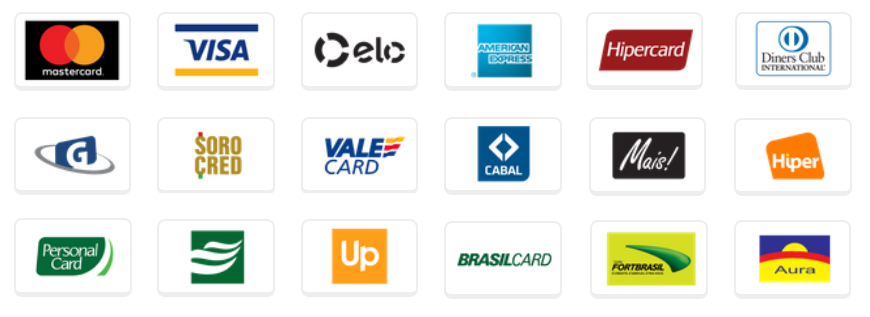 mastercard.
VISA
elo
AMERICAN
EXPRESS
®
Hipercard
Diners Club
INTERNATIONAL
G
SORO
CRED
VALE
CARD
CABAL
Mais!
Hiper
Personal
Card
Up
BRASILCARD
FORTBRASIL
Aura